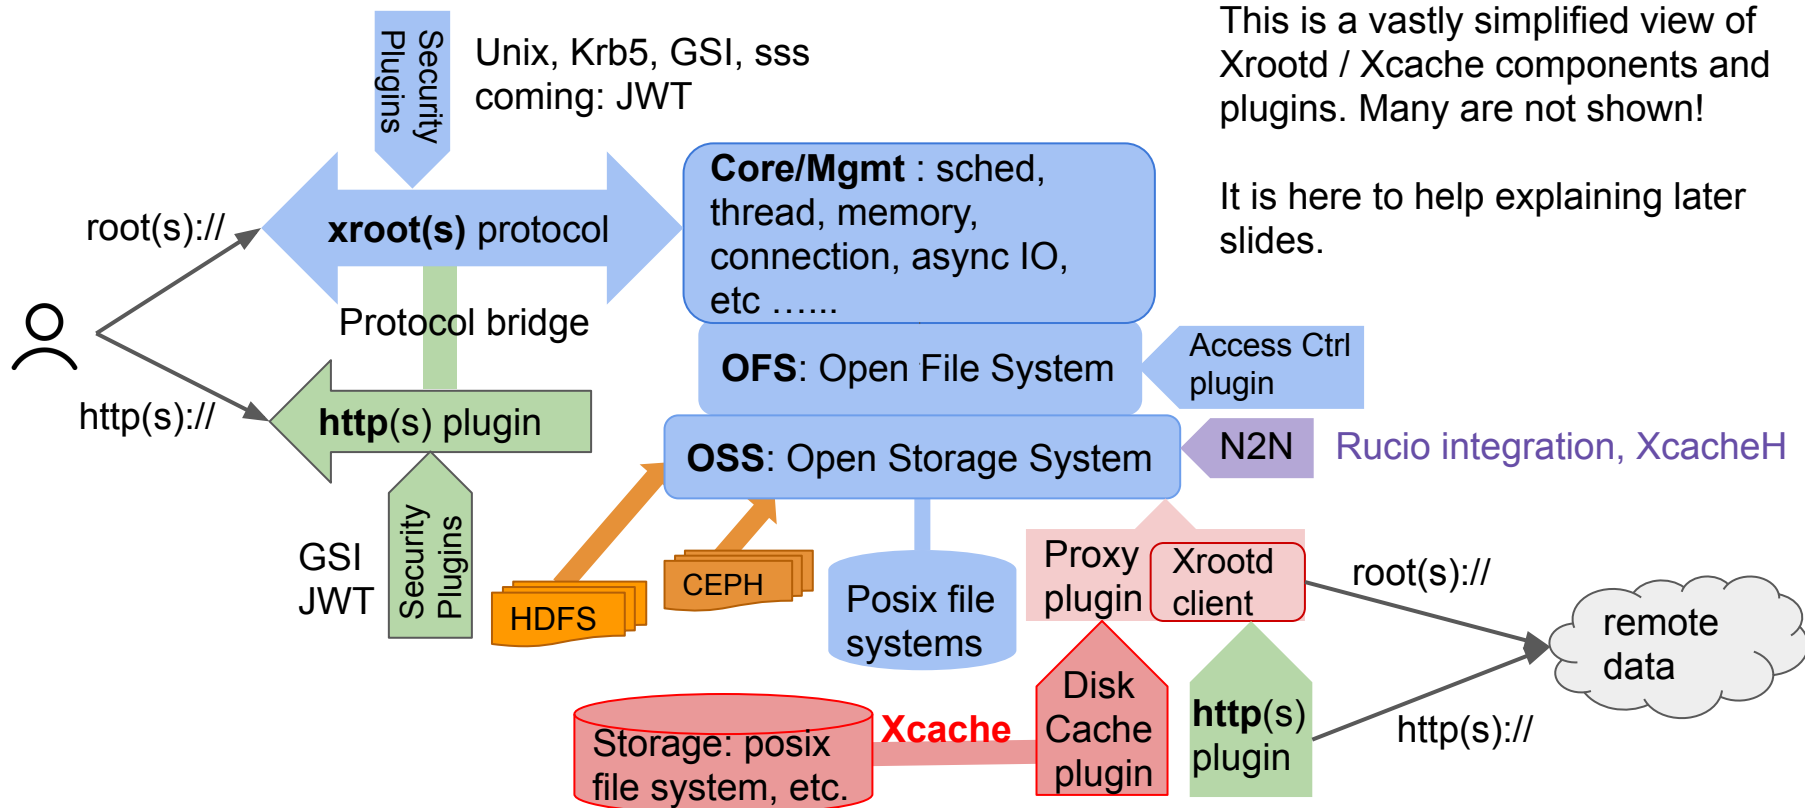 Security
Plugins
Unix, Krb5, GSI, sss
coming: JWT
This is a vastly simplified view of
Xrootd / Xcache components and
plugins. Many are not shown!
It is here to help explaining later
slides.
root(s)://
xroot(s) protocol
Core/Mgmt : sched,
thread, memory,
connection, async IO,
etc …...
Protocol bridge
OFS: Open File System
Access Ctrl
plugin
http(s)://
http(s) plugin
OSS: Open Storage System
N2N
Rucio integration, XcacheH
GSI
JWT
Security
Plugins
HDFS
CEPH
Posix file
systems
Proxy
plugin
Xrootd
client
root(s)://
remote
data
http(s)://
Disk
Cache
plugin
http(s)
plugin
Xcache
Storage: posix
file system, etc.